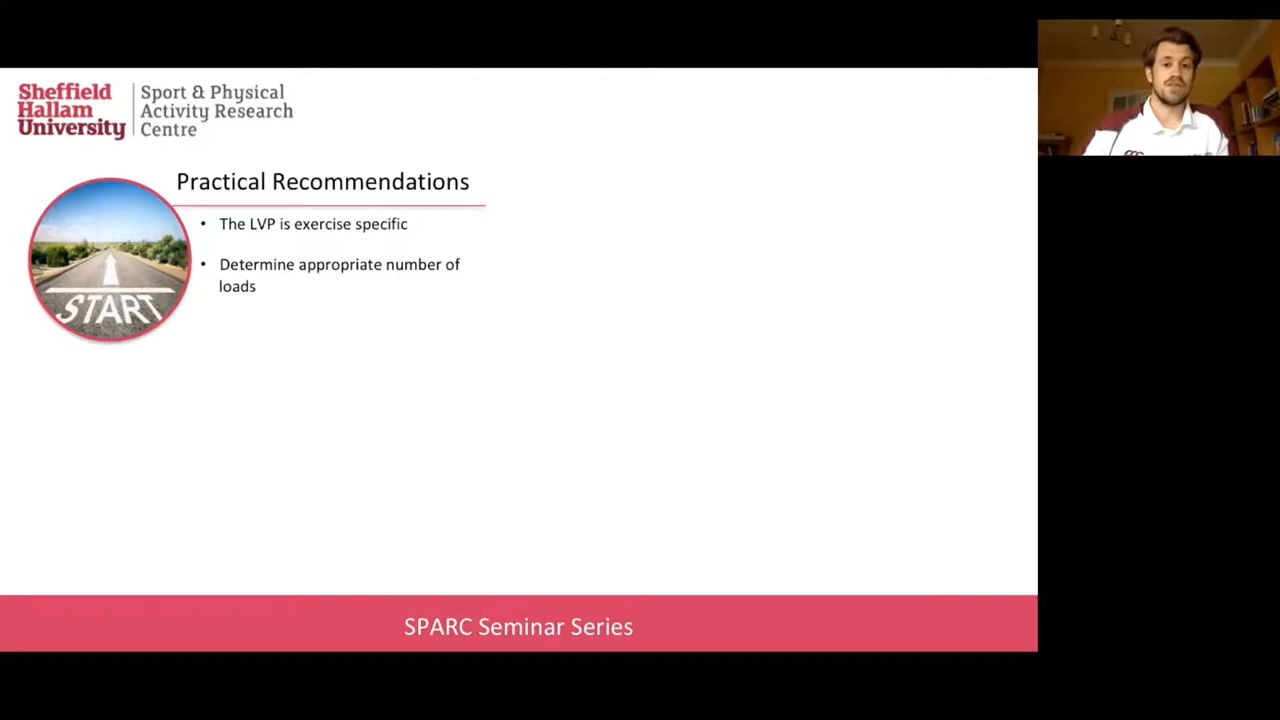 Sheffield
Hallam
University
Sport & Physical
Activity Research
Centre
Practical Recommendations
• The LVP is exercise specific
• Determine appropriate number of
loads
START
SPARC Seminar Series